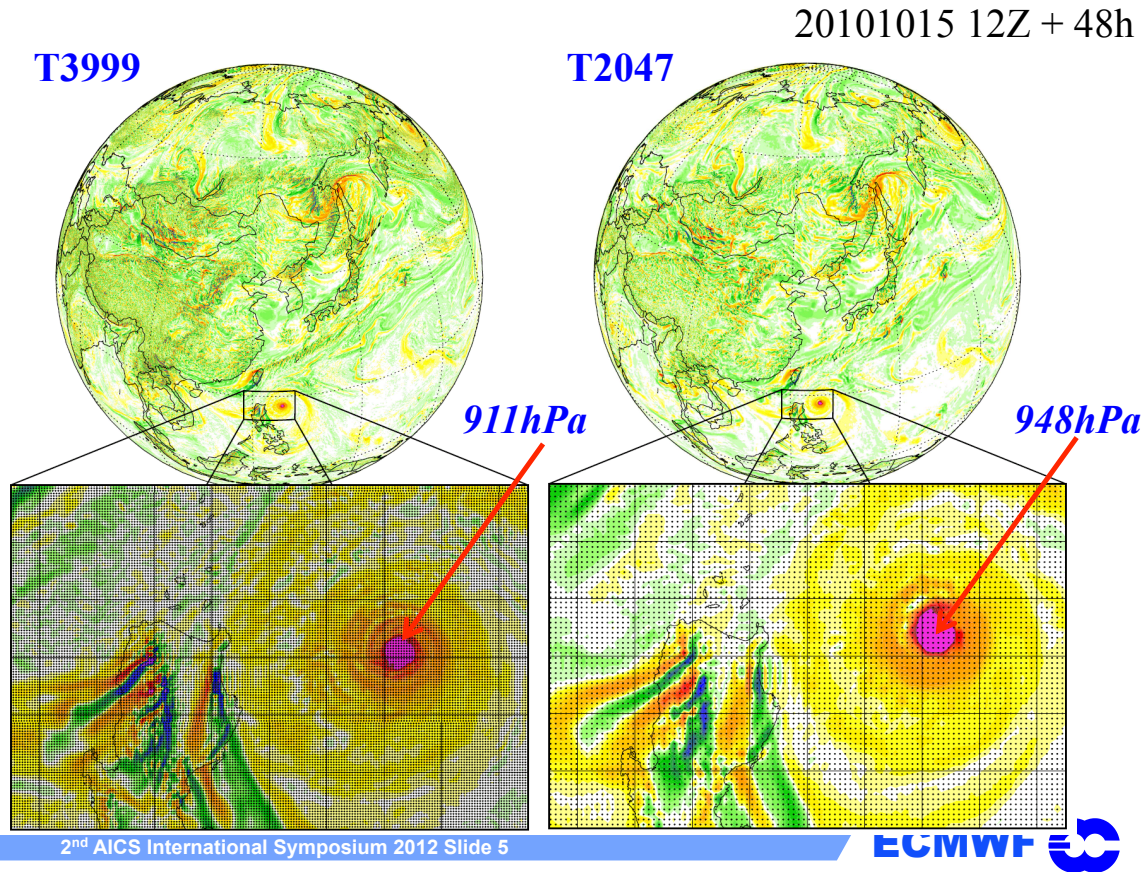 20101015 12Z + 48h
T3999
T2047
911hPa
948hPa
2nd AICS International Symposium 2012 Slide 5
ECMWF